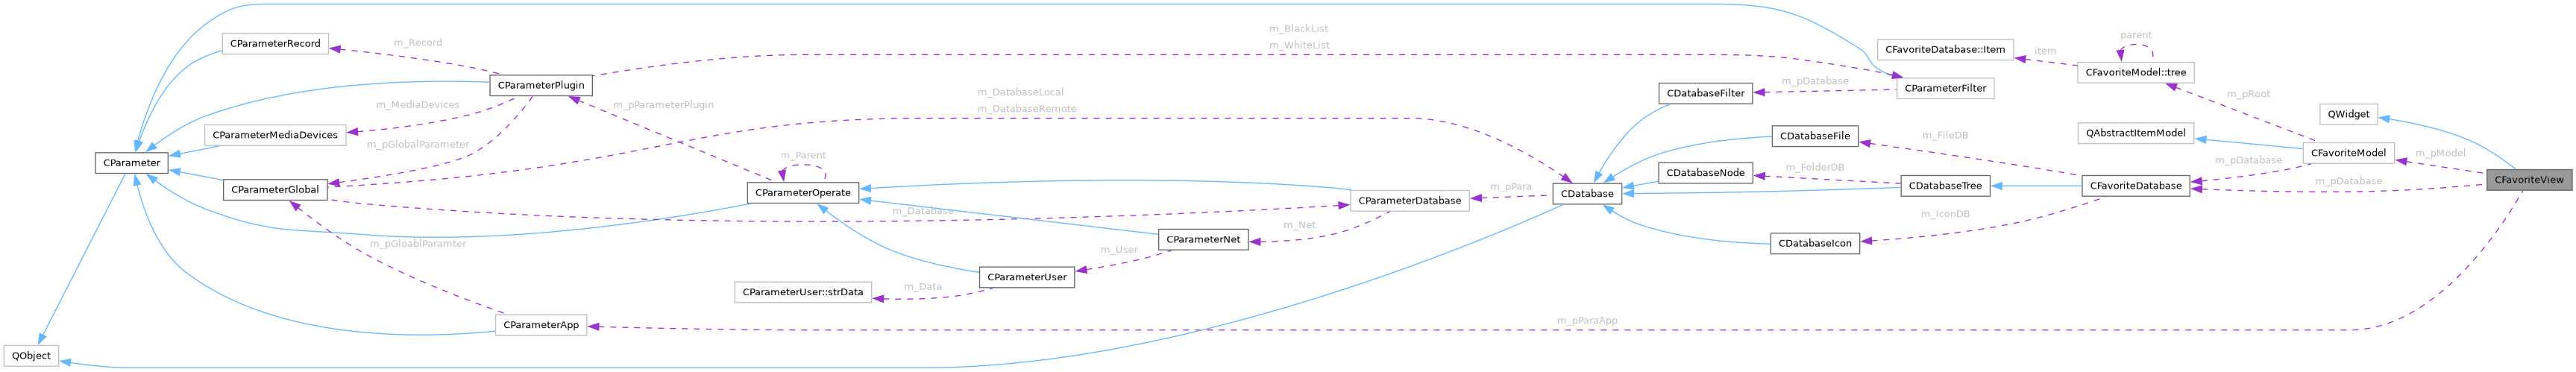 m_BlackList
m_WhiteList
parent
CParameterRecord
m_Record
CFavoriteDatabase::Item
item
CFavoriteModel::tree
CParameterPlugin
m_pDatabase
CParameterFilter
CDatabaseFilter
m_DatabaseLocal
m_DatabaseRemote
m_MediaDevices
m_pParameterPlugin
m_pRoot
QWidget
CParameterMediaDevices
m_pGlobalParameter
CDatabaseFile
m_FileDB
QAbstractItemModel
CParameter
m_Parent
CDatabaseNode
m_FolderDB
m_pDatabase
CFavoriteModel
m_pModel
CParameterGlobal
CParameterOperate
m_pPara
CDatabase
CDatabaseTree
CFavoriteDatabase
m_pDatabase
CFavoriteView
CParameterDatabase
m_Database
m_Net
m_IconDB
m_pGloablParamter
CParameterNet
m_User
CDatabaseIcon
CParameterUser
CParameterUser::strData
m_Data
CParameterApp
m_pParaApp
QObject